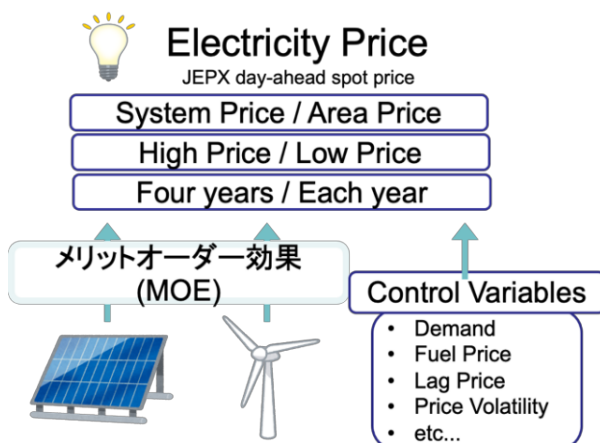 Electricity Price
JEPX day-ahead spot price
System Price / Area Price
High Price / Low Price
Four years / Each year
メリットオーダー効果
(MOE)
Control Variables
• Demand
• Fuel Price
• Lag Price
• Price Volatility
• etc...